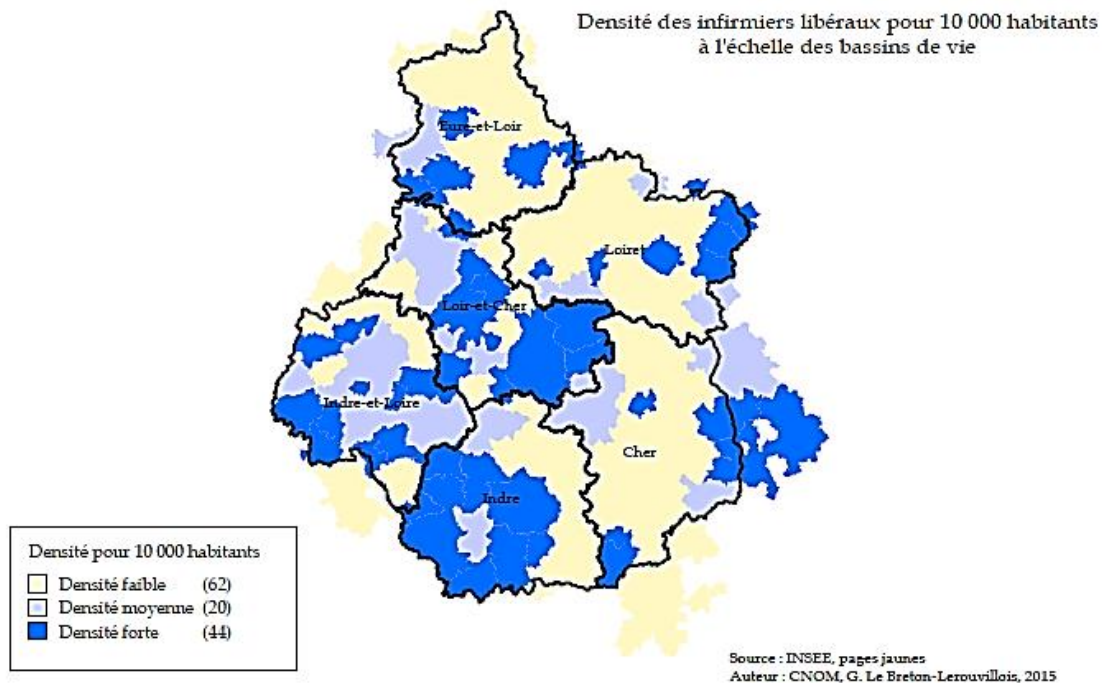 Densité des infirmiers libéraux pour 10 000 habitants
à l'échelle des bassins de vie
Eure-et-Loir
Loiret
Loir-et-Cher
Indre-et-Loire
Cher
Indre
Densité pour 10 000 habitants
Densité faible (62)
Densité moyenne (20)
Densité forte (44)
Source : INSEE, pages jaunes
Auteur : CNOM, G. Le Breton-Lerouvillois, 2015